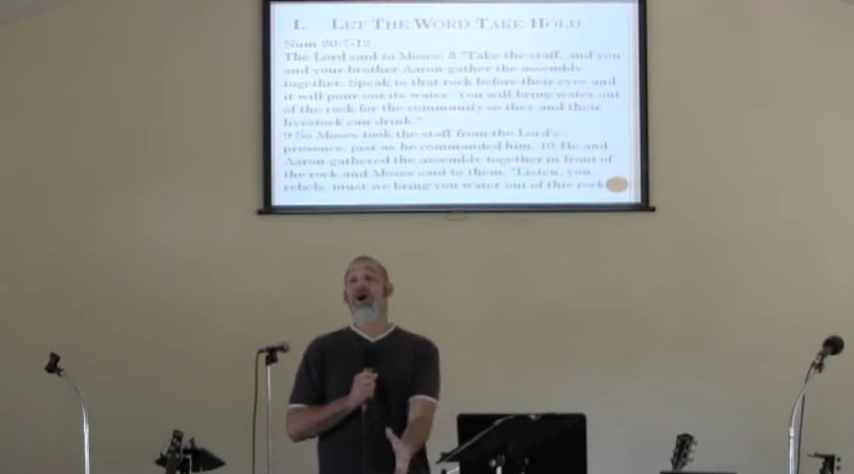 I. LET THE WORD TAKE HOLD
Num 20:7-12
The Lord said to Moses, 8 "Take the staff, and you
and your brother Aaron gather the assembly
together. Speak to that rock before their eyes and
it will pour out its water. You will bring water out
of the rock for the community so they and their
livestock can drink."
9 So Moses took the staff from the Lord's
presence, just as he commanded him. 10 He and
Aaron gathered the assembly together in front of
the rock and Moses said to them, "Listen, you
rebels, must we bring you water out of this rock